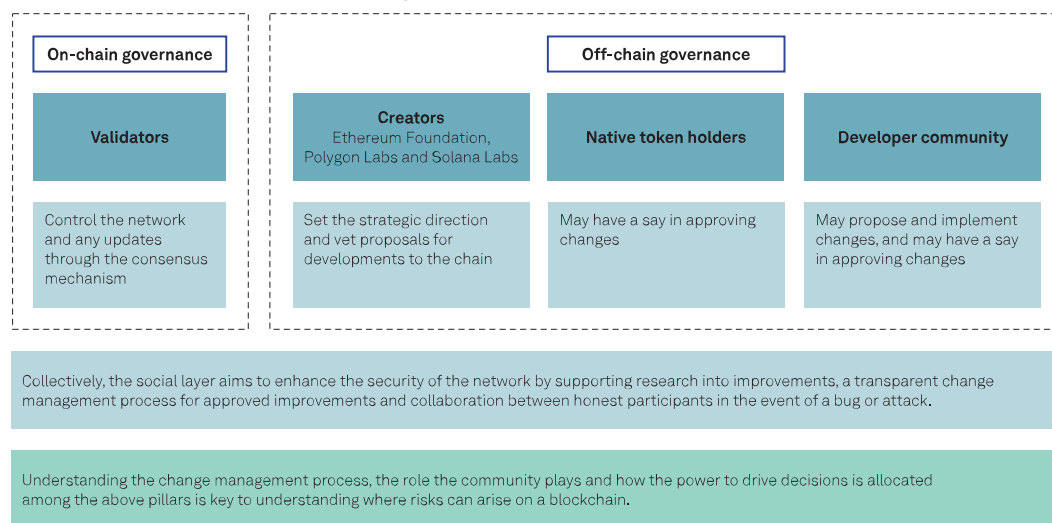 On-chain governance
Off-chain governance
Validators
Creators
Ethereum Foundation,
Polygon Labs and Solana Labs
Native token holders
Developer community
Control the network
and any updates
through the consensus
mechanism
Set the strategic direction
and vet proposals for
developments to the chain
May have a say in approving
changes
May propose and implement
changes, and may have a say
in approving changes
Collectively, the social layer aims to enhance the security of the network by supporting research into improvements, a transparent change
management process for approved improvements and collaboration between honest participants in the event of a bug or attack.
Understanding the change management process, the role the community plays and how the power to drive decisions is allocated
among the above pillars is key to understanding where risks can arise on a blockchain.